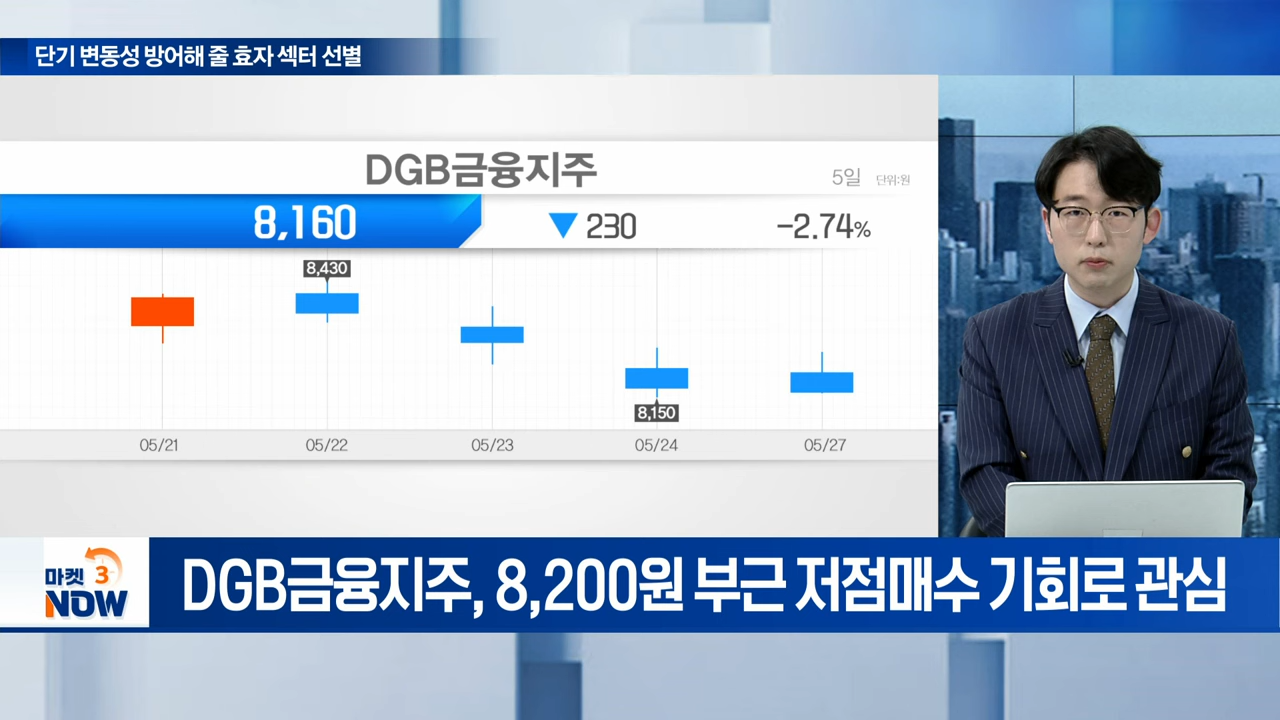 단기 변동성 방어해 줄 효자 섹터 선별
DGB금융지주
5일 단위:원
8,160 ▼ 230 -2.74%
8,430
8,150
05/21 05/22 05/23 05/24 05/27
마켓 3
NOW
DGB금융지주, 8,200원 부근 저점매수 기회로 관심